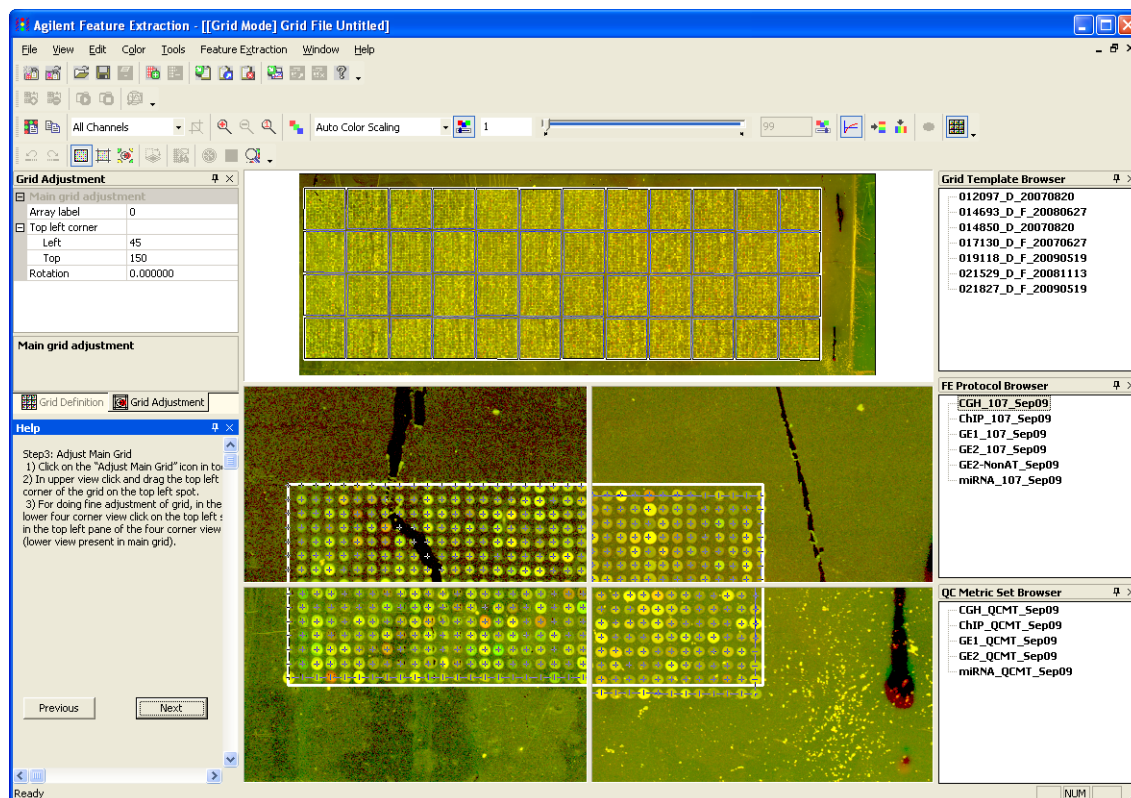 Agilent Feature Extraction - [[Grid Mode] Grid File Untitled]
File View Edit Color Tools Feature Extraction Window Help
All Channels Auto Color Scaling 1 99
Grid Adjustment
Main grid adjustment
Array label 0
Top left corner
Left 45
Top 150
Rotation 0.000000
Main grid adjustment
Grid Definition Grid Adjustment
Help
Step3: Adjust Main Grid
1) Click on the "Adjust Main Grid" icon in
2) In upper view click and drag the top left
corner of the grid on the top left spot.
3) For doing fine adjustment of grid, in the
lower four corner view click on the top left
in the top left pane of the four corner view
(lower view present in main grid).
Previous Next
Grid Template Browser
012097_D_20070820
014693_D_20080627
014850_D_20070820
017130_D_F_20070627
019118_D_F_20090519
021529_D_F_20081113
021827_D_F_20090519
FE Protocol Browser
CGH_107_Sep09
ChIP_107_Sep09
GE1_107_Sep09
GE2_107_Sep09
GE2-NonAT_Sep09
miRNA_107_Sep09
QC Metric Set Browser
CGH_QCMT_Sep09
ChIP_QCMT_Sep09
GE1_QCMT_Sep09
GE2_QCMT_Sep09
miRNA_QCMT_Sep09
Ready NUM